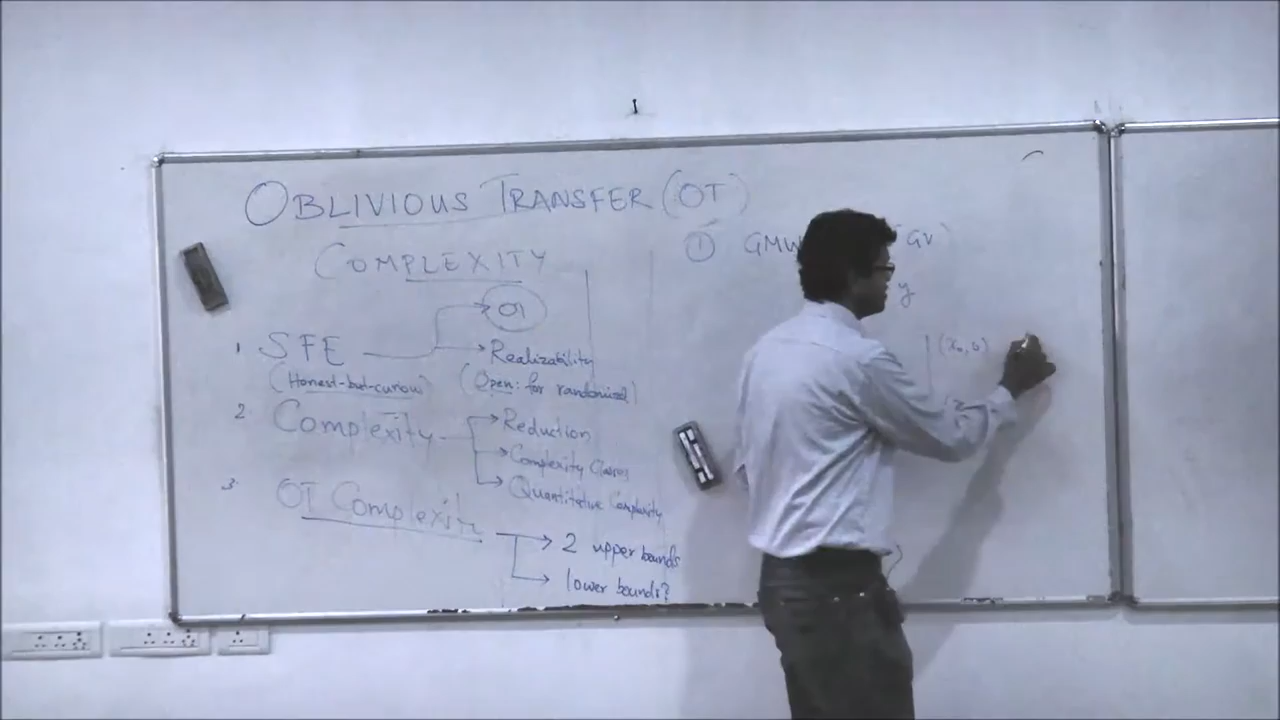 OBLIVIOUS TRANSFER (OT)
COMPLEXITY
OT
1 SFE
Realizability
(Honest-but-curious)
(Open: for randomized)
2 Complexity
Reduction
Complexity Classes
Quantitative Complexity
3. OT Complexity
2 upper bounds
lower bounds?
① GMW
y
(x₀, 0)